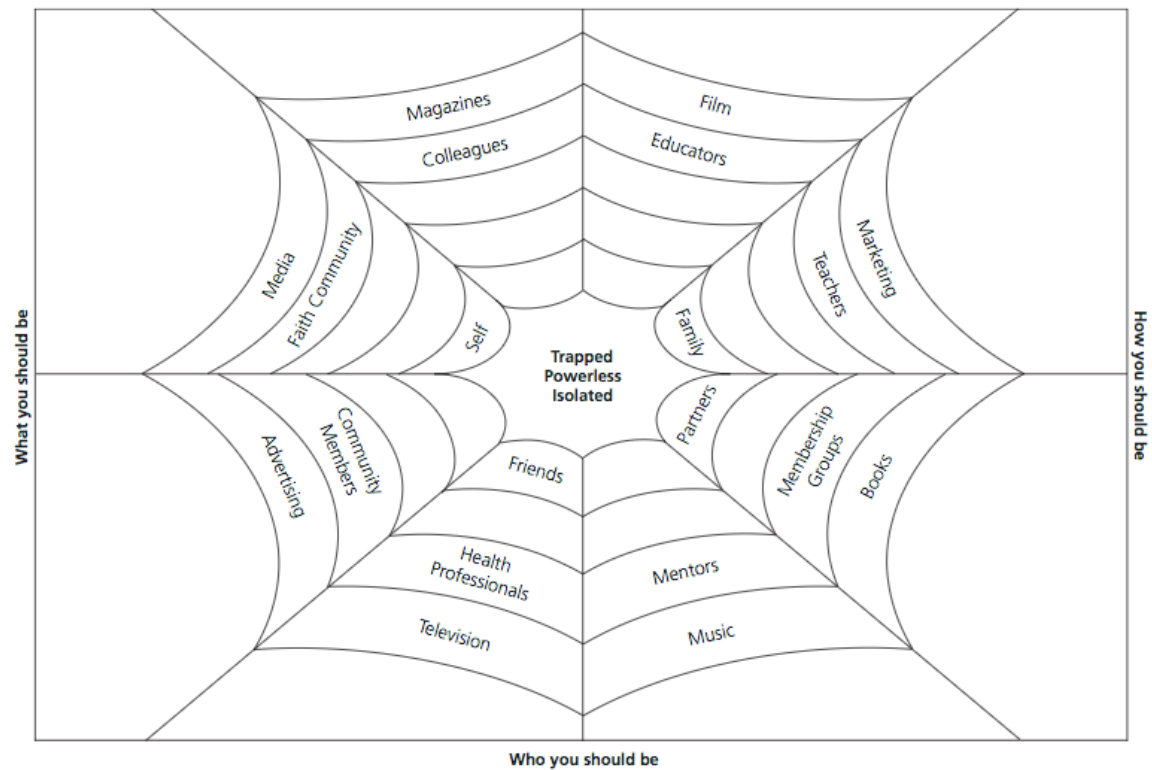 Magazines
Film
Colleagues
Educators
Media
Faith Community
Self
Family
Teachers
Marketing
What you should be
Trapped
Powerless
Isolated
How you should be
Advertising
Community
Members
Friends
Partners
Membership
Groups
Books
Health
Professionals
Mentors
Television
Music
Who you should be